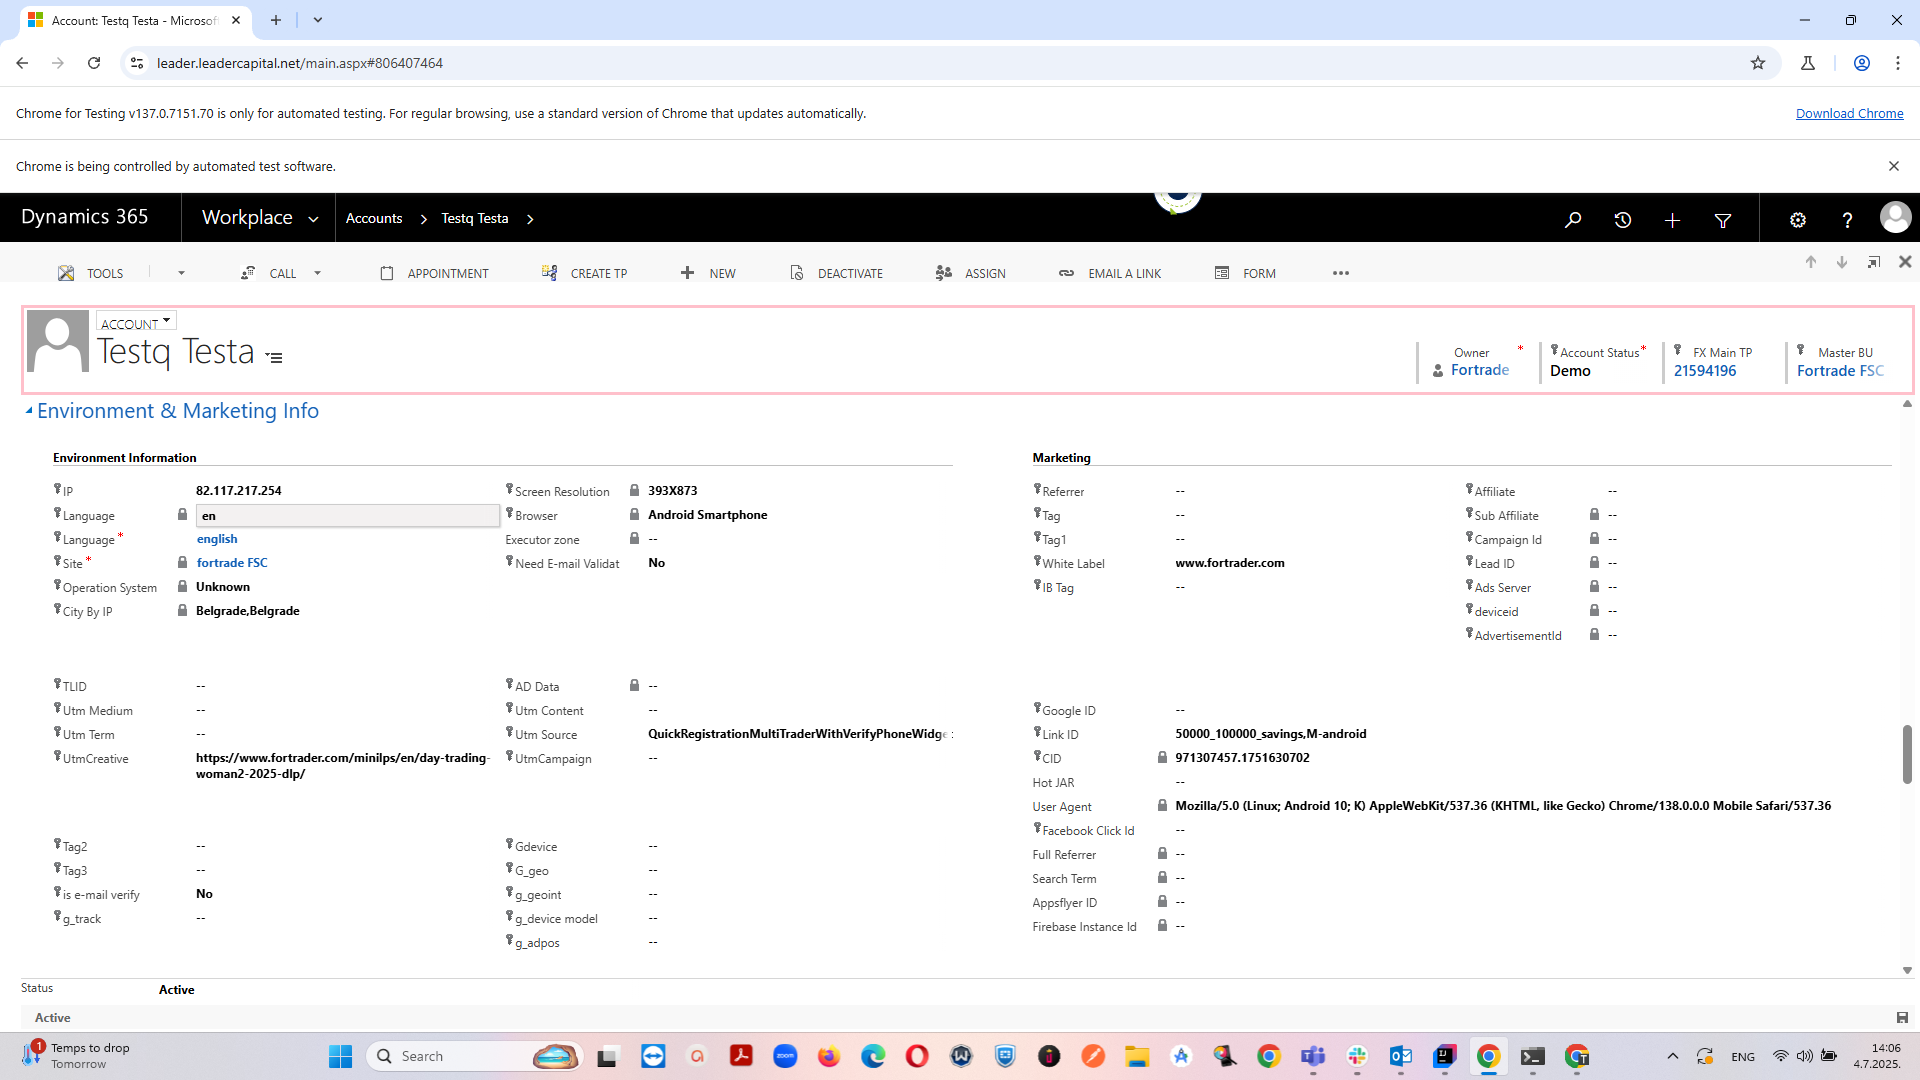 Account: Testq Testa - Microsof
leader.leadercapital.net/main.aspx#806407464
Chrome for Testing v137.0.7151.70 is only for automated testing. For regular browsing, use a standard version of Chrome that updates automatically.
Download Chrome
Chrome is being controlled by automated test software.
Dynamics 365
Workplace
Accounts
Testq Testa
TOOLS
CALL
APPOINTMENT
CREATE TP
NEW
DEACTIVATE
ASSIGN
EMAIL A LINK
FORM
ACCOUNT
Testq Testa
Owner *
Fortrade
Account Status *
Demo
FX Main TP
21594196
Master BU
Fortrade FSC
Environment & Marketing Info
Environment Information
IP 82.117.217.254
Language en
Language * english
Site * fortrade FSC
Operation System Unknown
City By IP Belgrade,Belgrade
Screen Resolution 393X873
Browser Android Smartphone
Executor zone --
Need E-mail Validat No
Marketing
Referrer --
Tag --
Tag1 --
White Label www.fortrader.com
IB Tag --
Affiliate --
Sub Affiliate --
Campaign Id --
Lead ID --
Ads Server --
deviceid --
AdvertisementId --
TLID --
Utm Medium --
Utm Term --
UtmCreative https://www.fortrader.com/minilps/en/day-trading-
woman2-2025-dlp/
AD Data --
Utm Content --
Utm Source QuickRegistrationMultiTraderWithVerifyPhoneWidge
UtmCampaign --
Google ID --
Link ID 50000_100000_savings,M-android
CID 971307457.1751630702
Hot JAR --
User Agent Mozilla/5.0 (Linux; Android 10; K) AppleWebKit/537.36 (KHTML, like Gecko) Chrome/138.0.0.0 Mobile Safari/537.36
Facebook Click Id --
Full Referrer --
Search Term --
Appsflyer ID --
Firebase Instance Id --
Tag2 --
Tag3 --
is e-mail verify No
g_track --
Gdevice --
G_geo --
g_geoint --
g_device model --
g_adpos --
Status Active
Active
1
Temps to drop
Tomorrow
Search
zoom
ENG
14:06
4.7.2025.